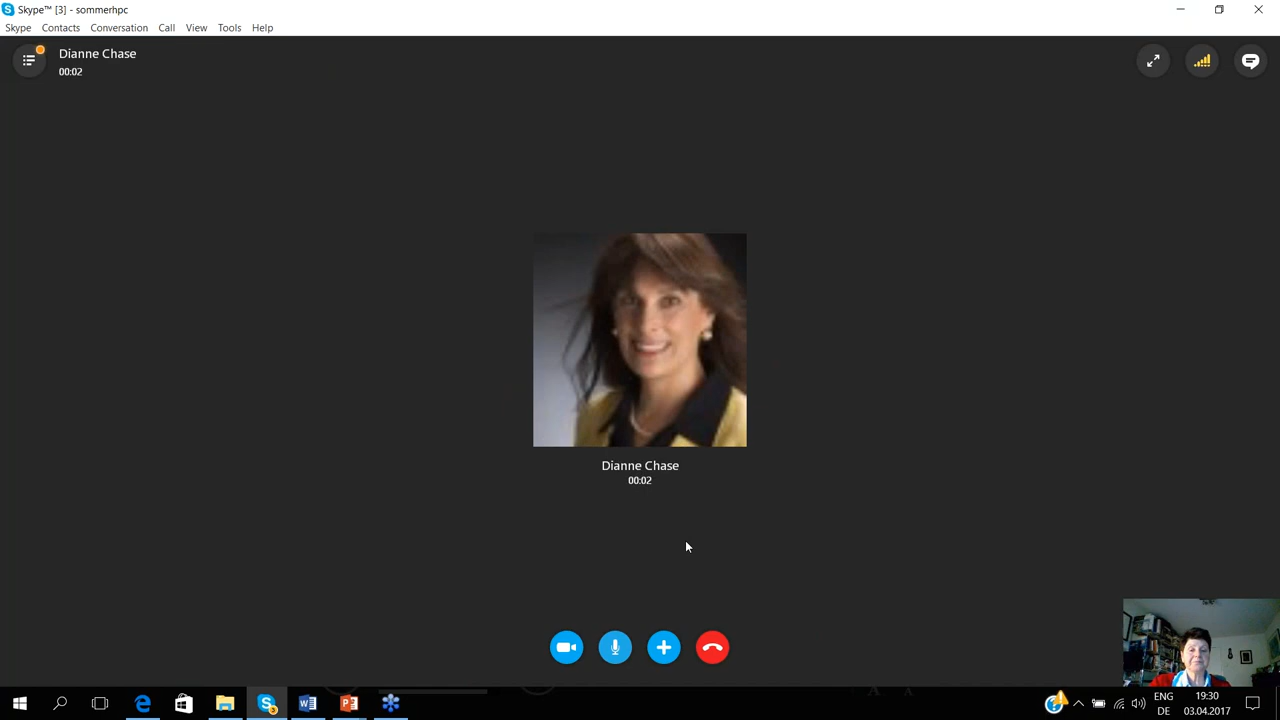 Skype™ [3] - sommerhpc
Skype Contacts Conversation Call View Tools Help
Dianne Chase
00:02
Dianne Chase
00:02
ENG 19:30
DE 03.04.2017